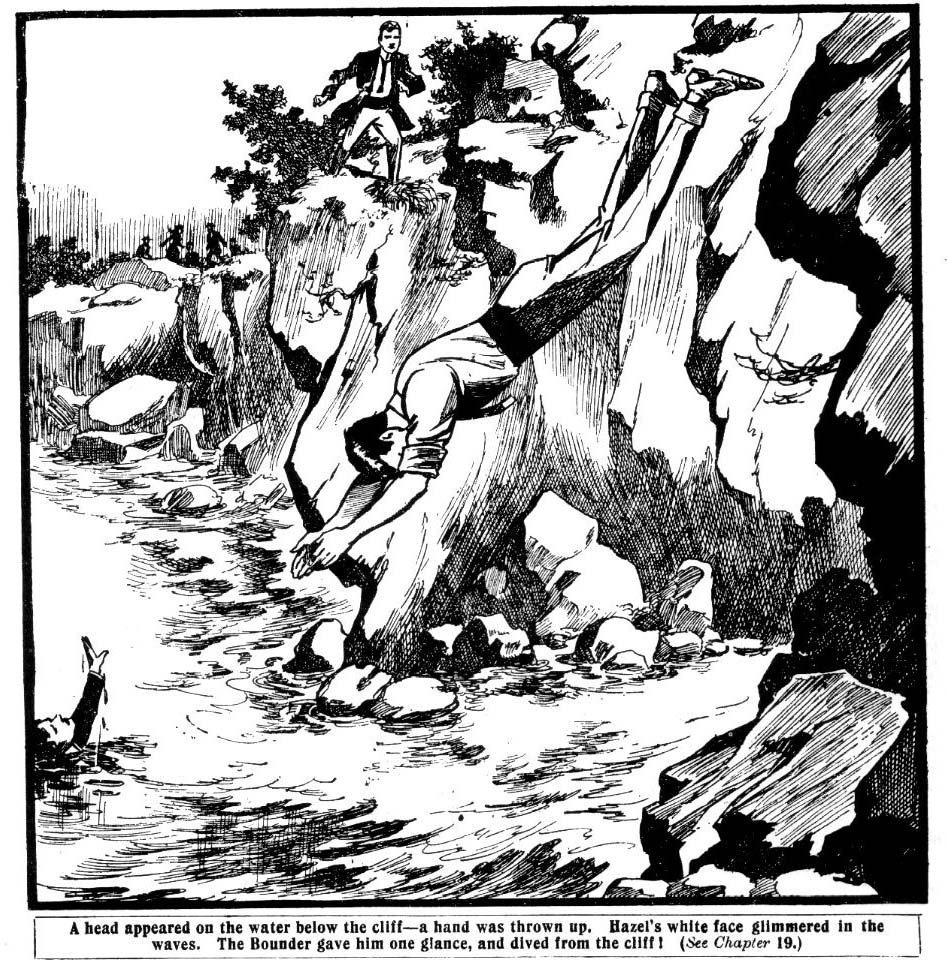 A head appeared on the water below the cliff—a hand was thrown up. Hazel's white face glimmered in the
waves. The Bounder gave him one glance, and dived from the cliff! (See Chapter 19.)